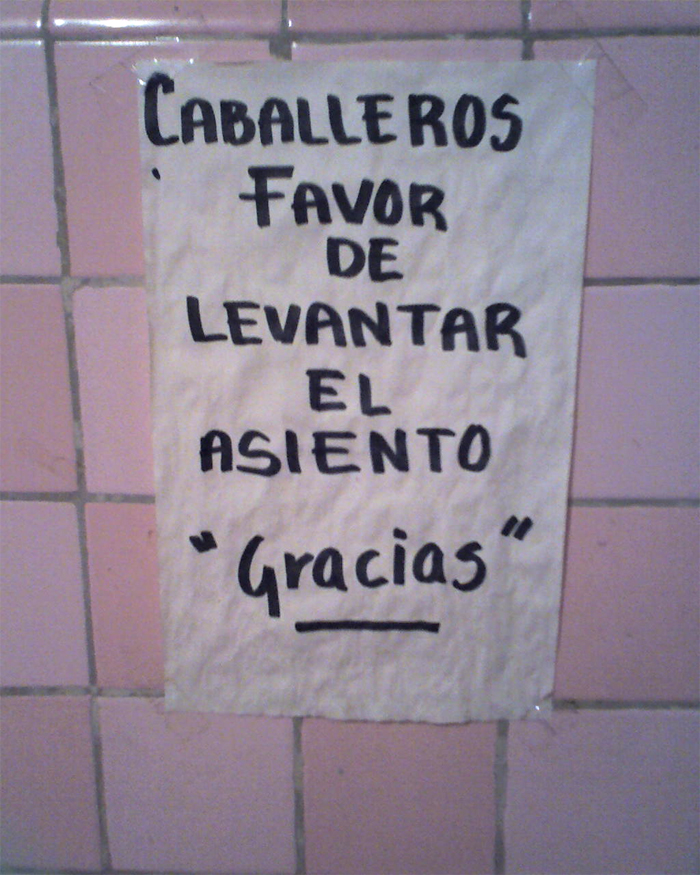 CABALLEROS
FAVOR
DE
LEVANTAR
EL
ASIENTO
"Gracias"